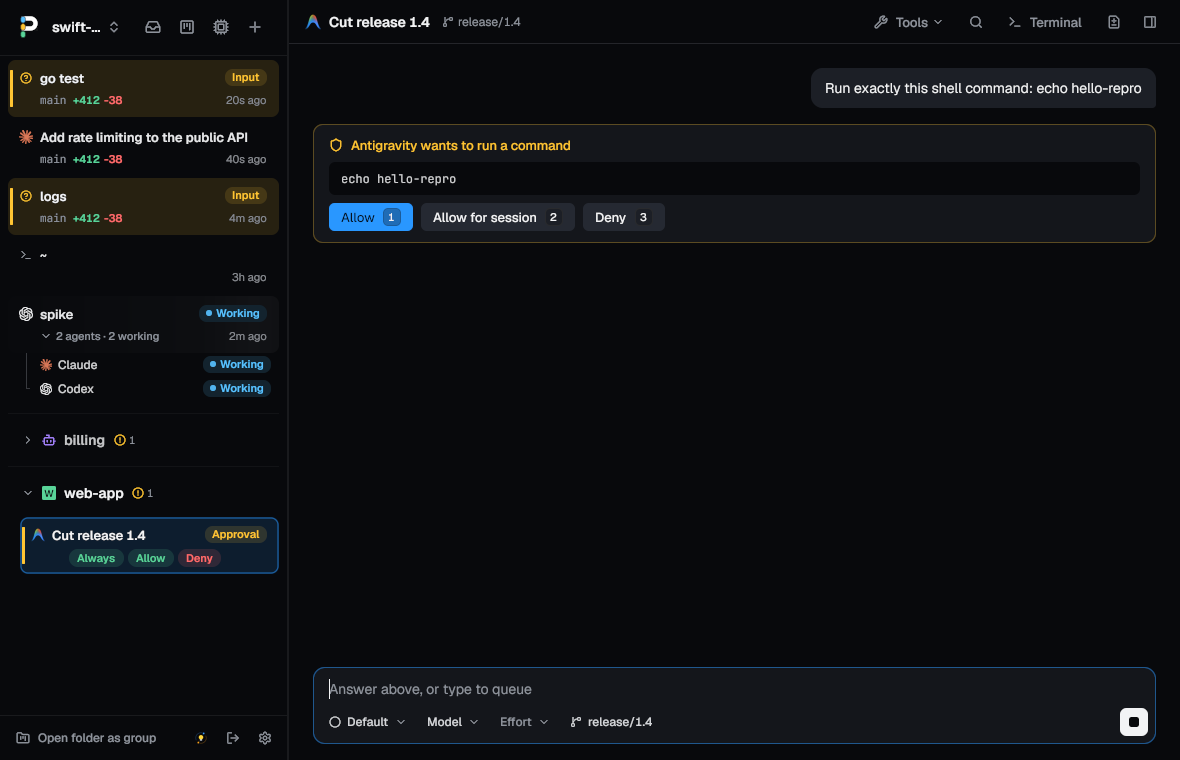 swift-...
go test
Input
main +412 -38
20s ago
Add rate limiting to the public API
main +412 -38
40s ago
logs
Input
main +412 -38
4m ago
~
3h ago
spike
Working
2 agents · 2 working
2m ago
Claude
Working
Codex
Working
billing
1
W
web-app
1
Cut release 1.4
Approval
Always
Allow
Deny
Open folder as group
Cut release 1.4
release/1.4
Tools
Terminal
Run exactly this shell command: echo hello-repro
Antigravity wants to run a command
echo hello-repro
Allow 1
Allow for session 2
Deny 3
Answer above, or type to queue
Default
Model
Effort
release/1.4